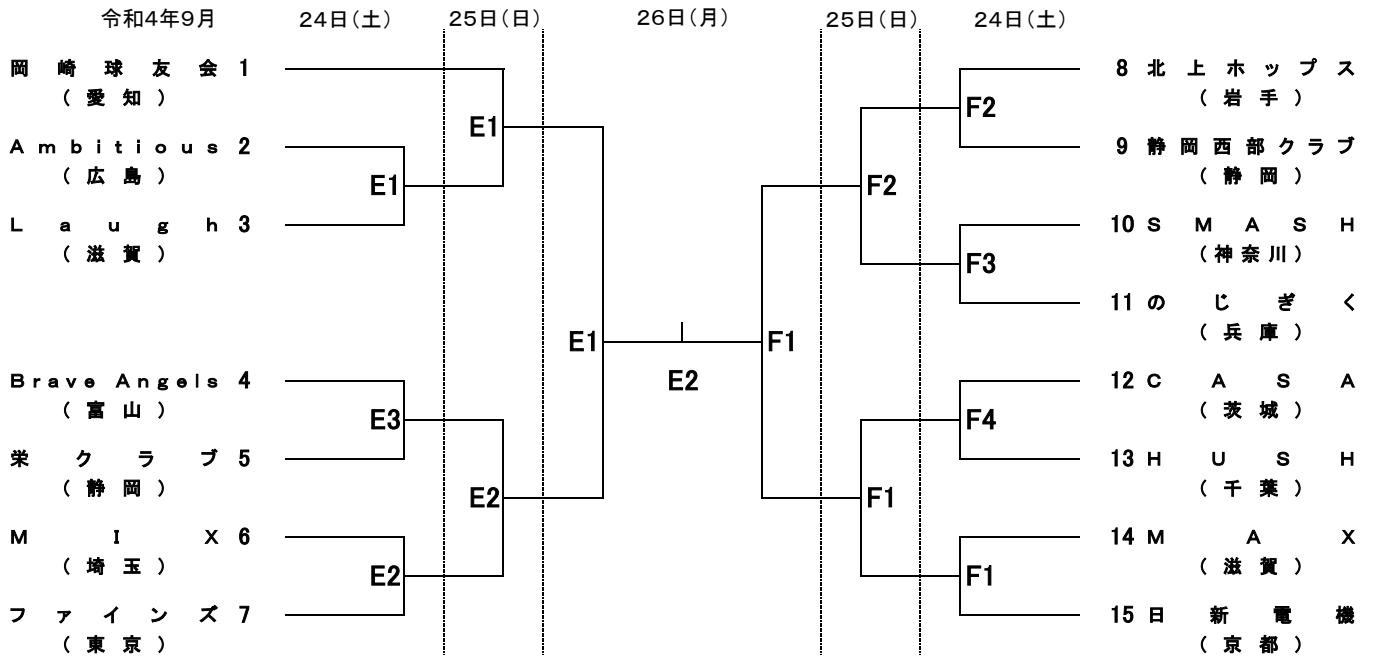 令和4年9月 24日(土) 25日(日) 26日(月) 25日(日) 24日(土)
岡崎球友会 1
(愛知)
Ambitious 2
(広島)
Laugh 3
(滋賀)
Brave Angels 4
(富山)
栄クラブ 5
(静岡)
MIX 6
(埼玉)
ファインズ 7
(東京)
E1
E1
E3
E2
E2
E1
E2
F1
F2
F1
F2
F3
F4
F1
8 北上ホップス
(岩手)
9 静岡西部クラブ
(静岡)
10 SMASH
(神奈川)
11 のじぎく
(兵庫)
12 CASA
(茨城)
13 HUSH
(千葉)
14 MAX
(滋賀)
15 日新電機
(京都)